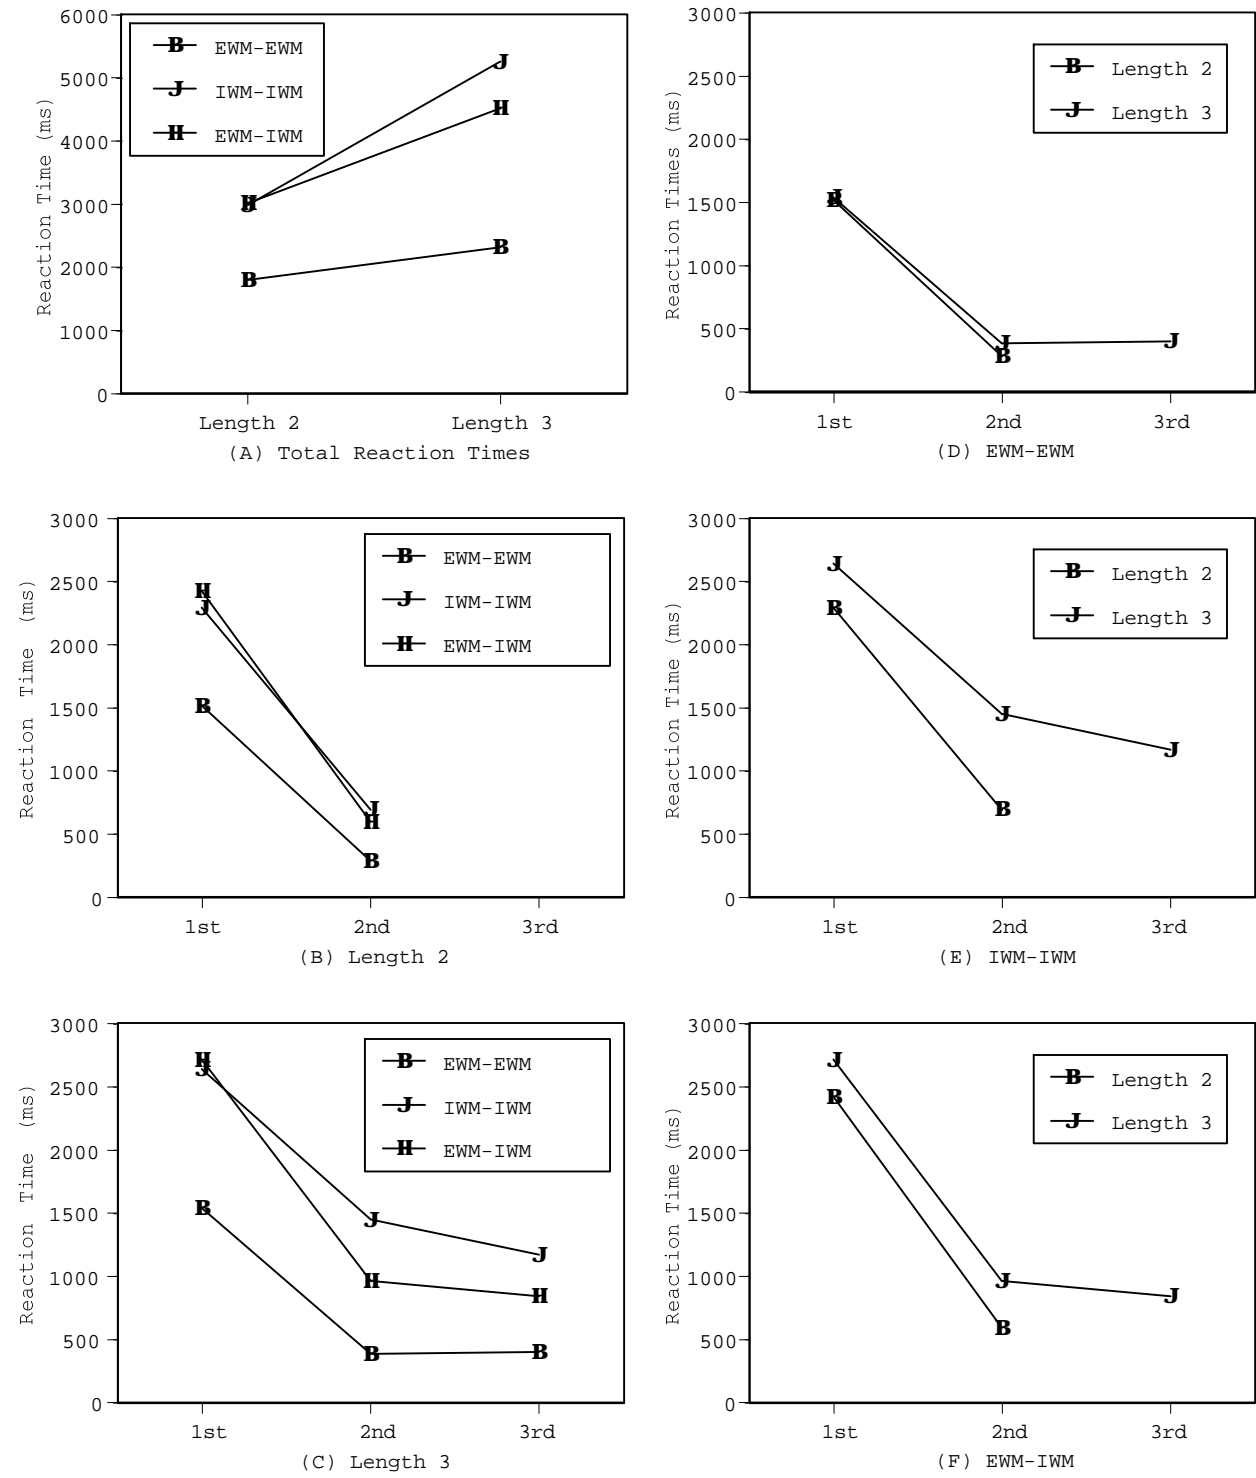 6000
5000
4000
3000
2000
1000
0
Reaction Time (ms)
B EWM-EWM
J IWM-IWM
H EWM-IWM
J
H
H
J
B
B
Length 2 Length 3
(A) Total Reaction Times
3000
2500
2000
1500
1000
500
0
Reaction Times (ms)
B Length 2
J Length 3
J
B
J
B
J
1st 2nd 3rd
(D) EWM-EWM
3000
2500
2000
1500
1000
500
0
Reaction Time (ms)
B EWM-EWM
J IWM-IWM
H EWM-IWM
H
J
B
J
H
B
1st 2nd 3rd
(B) Length 2
3000
2500
2000
1500
1000
500
0
Reaction Time (ms)
B Length 2
J Length 3
J
B
J
B
J
1st 2nd 3rd
(E) IWM-IWM
3000
2500
2000
1500
1000
500
0
Reaction Time (ms)
B EWM-EWM
J IWM-IWM
H EWM-IWM
H
J
B
J
H
B
J
H
B
1st 2nd 3rd
(C) Length 3
3000
2500
2000
1500
1000
500
0
Reaction Time (ms)
B Length 2
J Length 3
J
B
J
B
J
1st 2nd 3rd
(F) EWM-IWM